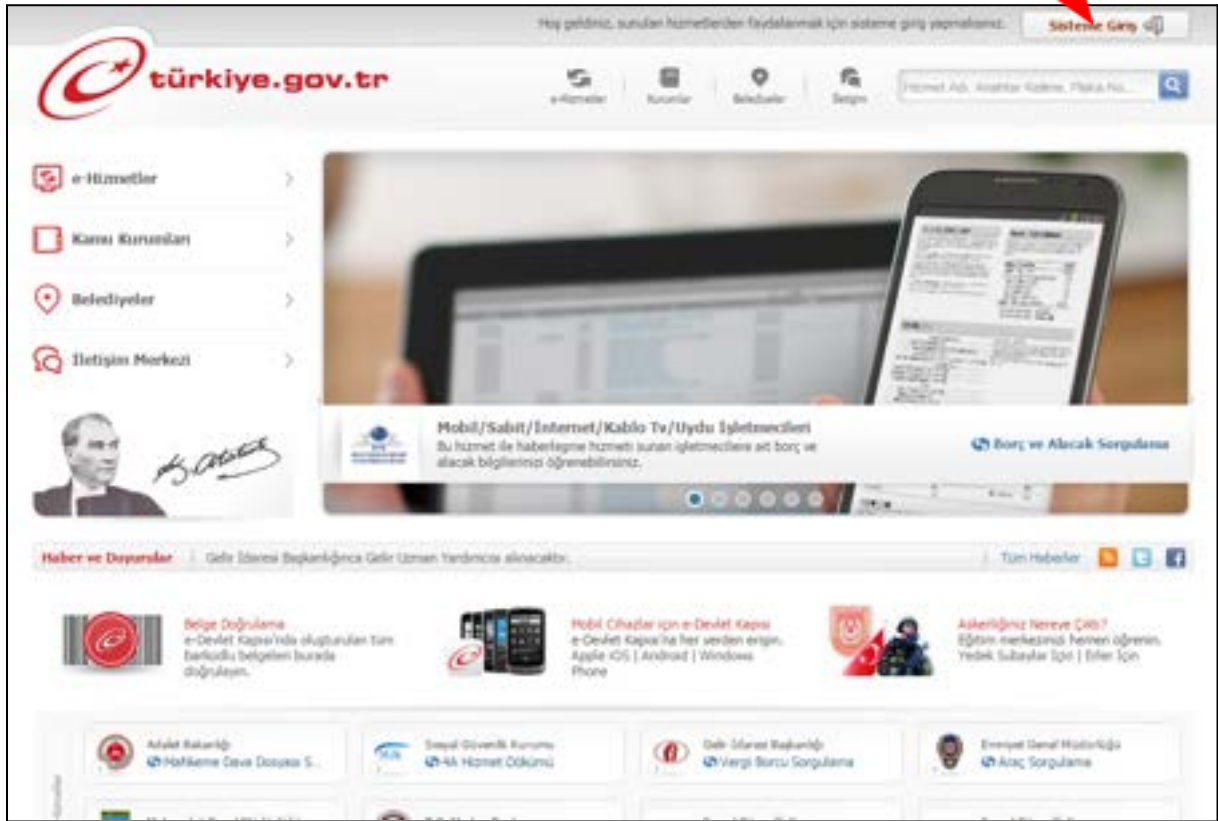 Hoş geldiniz, sunulan hizmetlerden faydalanmak için sisteme giriş yapmalısınız.
Sisteme Giriş
türkiye.gov.tr
e-Hizmetler
Kurumlar
Belediyeler
İletişim
Hizmet Adı, Anahtar Kelime, Plaka No...
e-Hizmetler
Kamu Kurumları
Belediyeler
İletişim Merkezi
Mobil/Sabit/İnternet/Kablo Tv/Uydu İşletmecileri
Bu hizmet ile haberleşme hizmeti sunan işletmecilere ait borç ve
alacak bilgilerinizi öğrenebilirsiniz.
Borç ve Alacak Sorgulama
Haber ve Duyurular
Gelir İdaresi Başkanlığınca Gelir Uzman Yardımcısı alınacaktır.
Tüm Haberler
Belge Doğrulama
e-Devlet Kapısı'nda oluşturulan tüm
barkodlu belgeleri burada
doğrulayın.
Mobil Cihazlar için e-Devlet Kapısı
e-Devlet Kapısı'na her yerden erişin.
Apple iOS | Android | Windows
Phone
Askerliğiniz Nereye Çıktı?
Eğitim merkezinizi hemen öğrenin.
Yedek Subaylar İçin | Erler İçin
Adalet Bakanlığı
Mahkeme Dava Dosyası S...
Sosyal Güvenlik Kurumu
4A Hizmet Dökümü
Gelir İdaresi Başkanlığı
Vergi Borcu Sorgulama
Emniyet Genel Müdürlüğü
Araç Sorgulama